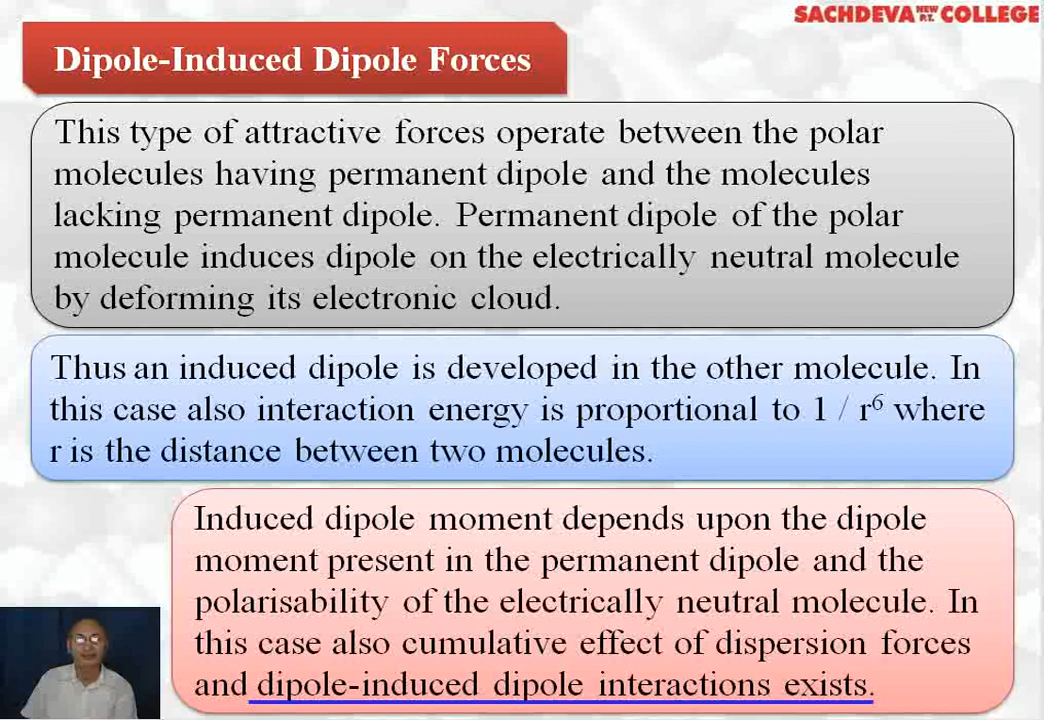 SACHDEVA NEW P.T. COLLEGE
Dipole-Induced Dipole Forces
This type of attractive forces operate between the polar
molecules having permanent dipole and the molecules
lacking permanent dipole. Permanent dipole of the polar
molecule induces dipole on the electrically neutral molecule
by deforming its electronic cloud.
Thus an induced dipole is developed in the other molecule. In
this case also interaction energy is proportional to 1 / r⁶ where
r is the distance between two molecules.
Induced dipole moment depends upon the dipole
moment present in the permanent dipole and the
polarisability of the electrically neutral molecule. In
this case also cumulative effect of dispersion forces
and dipole-induced dipole interactions exists.